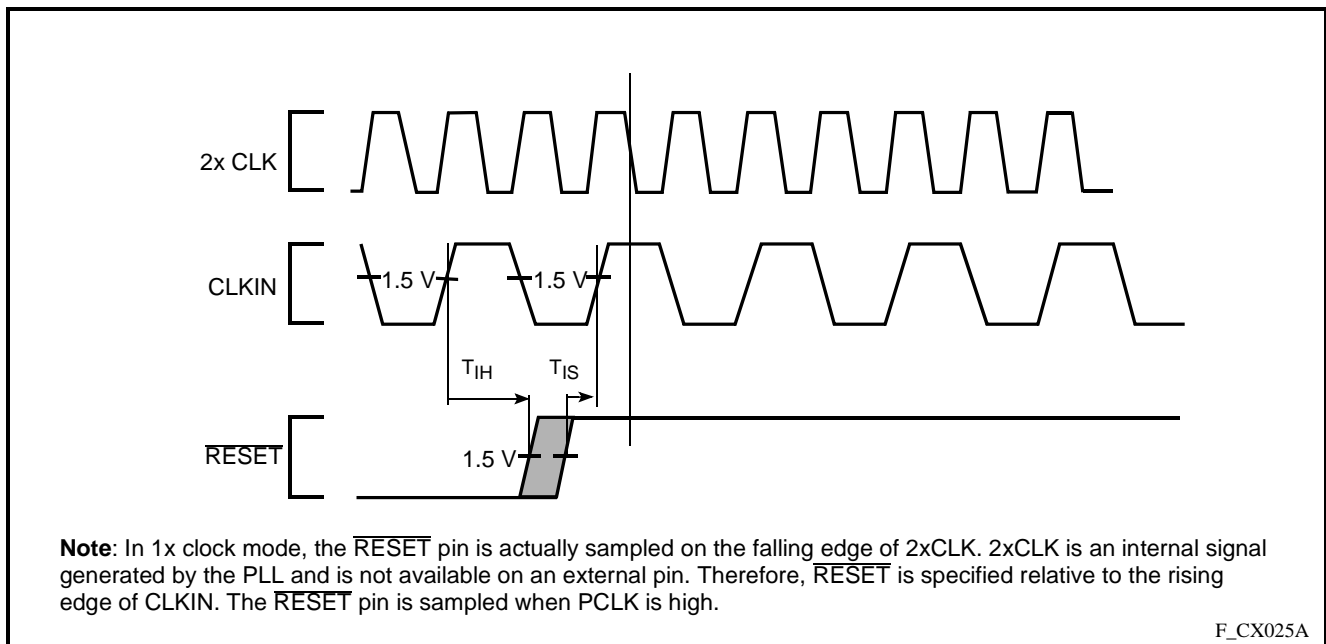 2x CLK
1.5 V 1.5 V
CLKIN
TIH TIS
RESET
1.5 V
Note: In 1x clock mode, the RESET pin is actually sampled on the falling edge of 2xCLK. 2xCLK is an internal signal
generated by the PLL and is not available on an external pin. Therefore, RESET is specified relative to the rising
edge of CLKIN. The RESET pin is sampled when PCLK is high.
F_CX025A